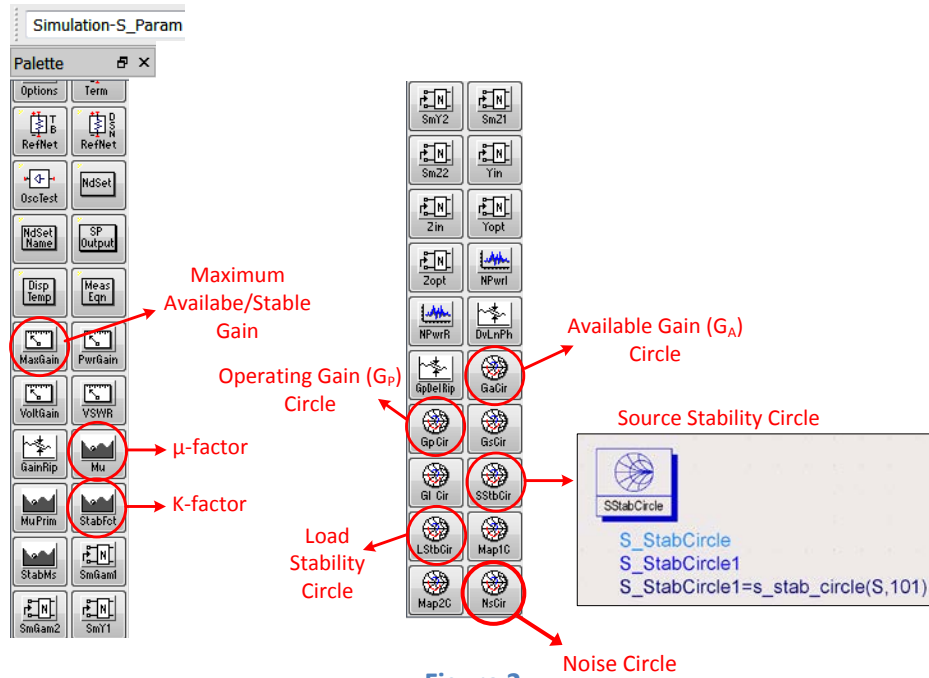 Simulation-S_Param
Palette
Options Term
T
B
RefNet
D
S
N
RefNet
OscTest
NdSet
NdSet
Name
SP
Output
Disp
Temp
Meas
Eqn
MaxGain PwrGain
VoltGain VSWR
GainRip Mu
MuPrim StabFct
StabMs SmGam1
SmGam2 SmY1
Maximum
Availabe/Stable
Gain
µ-factor
K-factor
SmY2 SmZ1
SmZ2 Yin
Zin Yopt
Zopt NPwrI
NPwrR DvLnPh
GpDelRip GaCir
Gp Cir GsCir
Gl Cir SStbCir
LStbCir Map1C
Map2C NsCir
Operating Gain (GP)
Circle
Load
Stability
Circle
Available Gain (GA)
Circle
Source Stability Circle
SStabCircle
S_StabCircle
S_StabCircle1
S_StabCircle1=s_stab_circle(S,101)
Noise Circle